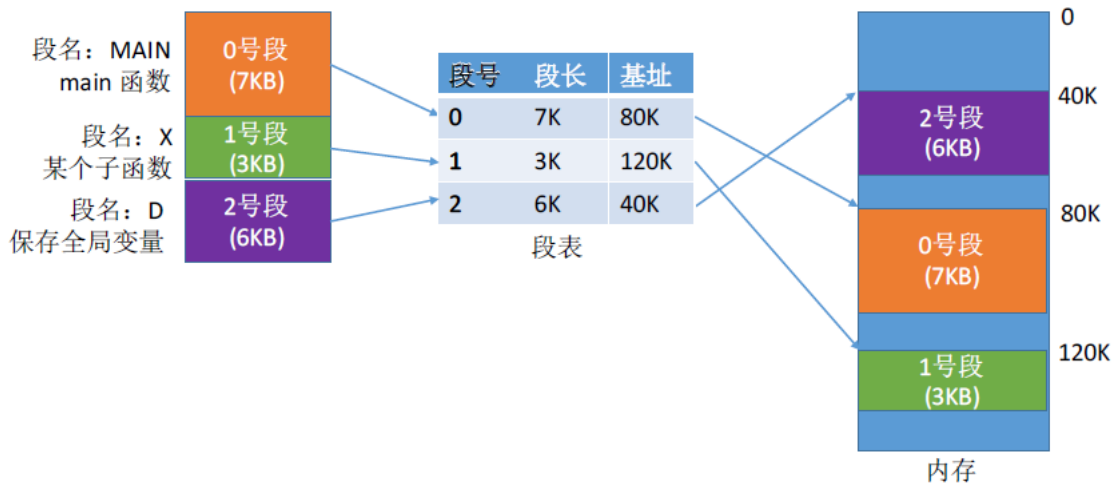 段名：MAIN
main 函数
段名：X
某个子函数
段名：D
保存全局变量
0号段
(7KB)
1号段
(3KB)
2号段
(6KB)
段号 段长 基址
0 7K 80K
1 3K 120K
2 6K 40K
段表
0
40K
2号段
(6KB)
80K
0号段
(7KB)
120K
1号段
(3KB)
内存